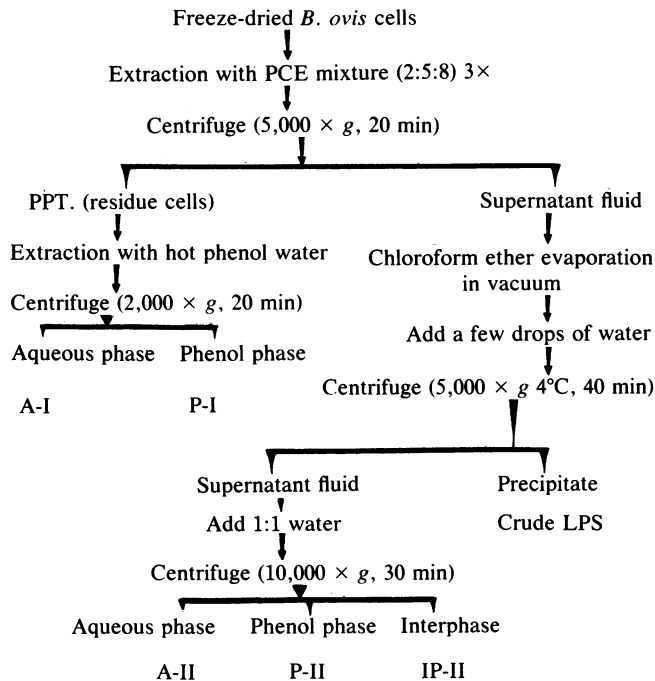 Freeze-dried B. ovis cells
Extraction with PCE mixture (2:5:8) 3×
Centrifuge (5,000 × g, 20 min)
PPT. (residue cells)
Supernatant fluid
Extraction with hot phenol water
Chloroform ether evaporation
in vacuum
Centrifuge (2,000 × g, 20 min)
Add a few drops of water
Aqueous phase
Phenol phase
Centrifuge (5,000 × g 4°C, 40 min)
A-I
P-I
Supernatant fluid
Precipitate
Add 1:1 water
Crude LPS
Centrifuge (10,000 × g, 30 min)
Aqueous phase
Phenol phase
Interphase
A-II
P-II
IP-II